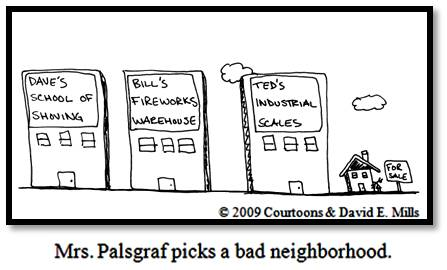 DAVE'S
SCHOOL OF
SHOVING
BILL'S
FIREWORKS
WAREHOUSE
TED'S
INDUSTRIAL
SCALES
FOR
SALE
© 2009 Courtoons & David E. Mills
Mrs. Palsgraf picks a bad neighborhood.